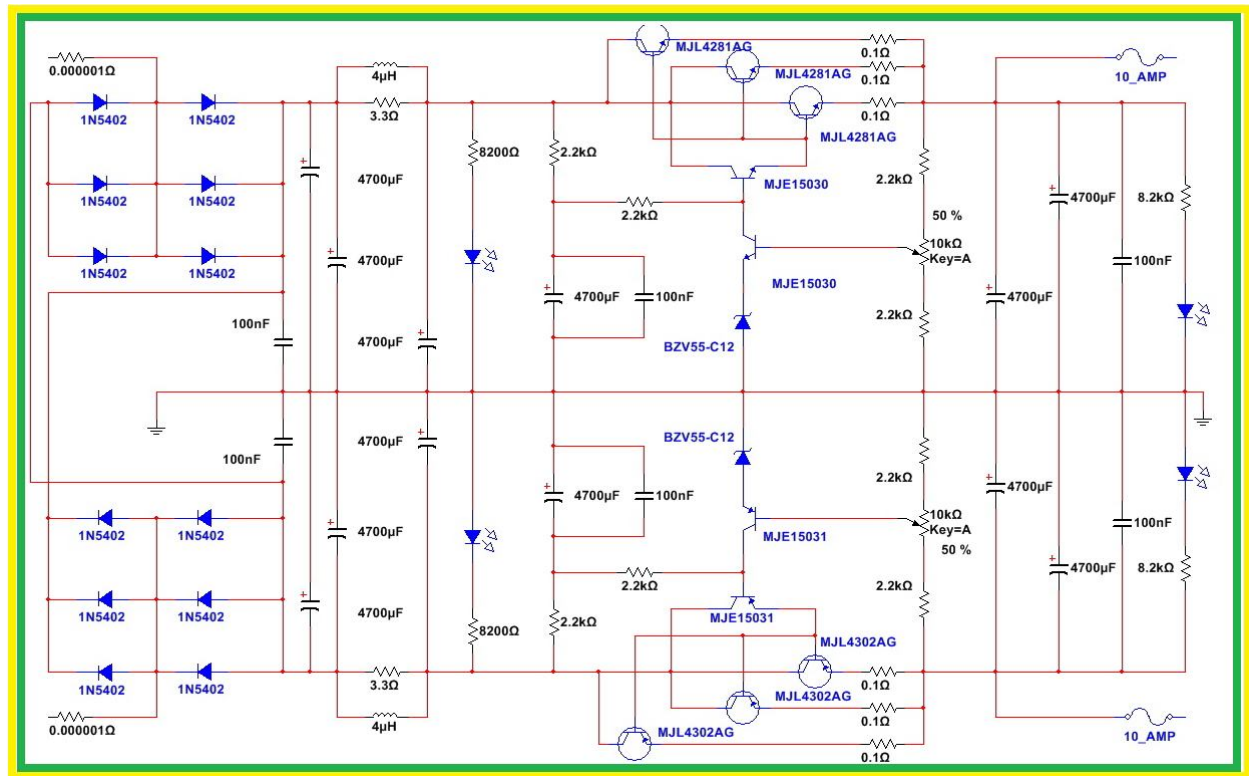 MJL4281AG
0.1Ω
0.000001Ω
4µH
MJL4281AG
0.1Ω
10_AMP
1N5402
1N5402
3.3Ω
MJL4281AG
0.1Ω
8200Ω
2.2kΩ
4700µF
MJE15030
2.2kΩ
1N5402
1N5402
2.2kΩ
50 %
4700µF
8.2kΩ
4700µF
10kΩ
Key=A
100nF
1N5402
1N5402
MJE15030
4700µF
100nF
4700µF
2.2kΩ
100nF
4700µF
BZV55-C12
4700µF
BZV55-C12
100nF
2.2kΩ
4700µF
4700µF
100nF
10kΩ
Key=A
100nF
1N5402
1N5402
4700µF
MJE15031
50 %
4700µF
8.2kΩ
2.2kΩ
2.2kΩ
1N5402
1N5402
4700µF
8200Ω
2.2kΩ
MJE15031
MJL4302AG
3.3Ω
0.1Ω
1N5402
1N5402
MJL4302AG
0.1Ω
0.000001Ω
4µH
MJL4302AG
10_AMP
0.1Ω